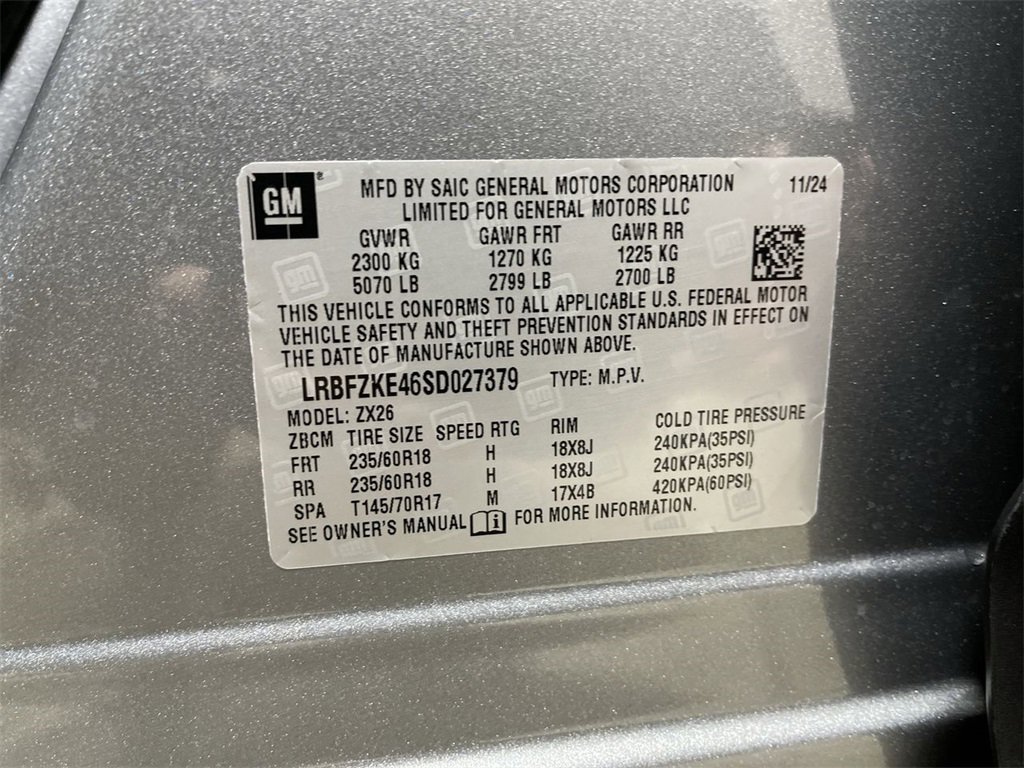 GM ®
MFD BY SAIC GENERAL MOTORS CORPORATION 11/24
LIMITED FOR GENERAL MOTORS LLC
GVWR GAWR FRT GAWR RR
2300 KG 1270 KG 1225 KG
5070 LB 2799 LB 2700 LB
THIS VEHICLE CONFORMS TO ALL APPLICABLE U.S. FEDERAL MOTOR
VEHICLE SAFETY AND THEFT PREVENTION STANDARDS IN EFFECT ON
THE DATE OF MANUFACTURE SHOWN ABOVE.
LRBFZKE46SD027379 TYPE: M.P.V.
MODEL: ZX26
ZBCM TIRE SIZE SPEED RTG RIM COLD TIRE PRESSURE
FRT 235/60R18 H 18X8J 240KPA(35PSI)
RR 235/60R18 H 18X8J 240KPA(35PSI)
SPA T145/70R17 M 17X4B 420KPA(60PSI)
SEE OWNER'S MANUAL i FOR MORE INFORMATION.